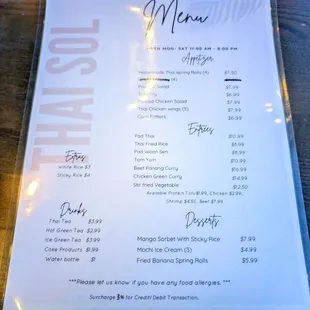 Menu
THAI SOL
MON- SAT 11:00 AM - 8:00 PM
Appetizer
Homemade Thai spring Rolls (4) $7.50
(4)
Salad $7.99
$6.99
Chicken Salad $7.99
Thai Chicken wings (5) $7.99
Corn Fritters $6.99
Entrees
Pad Thai $10.99
Thai Fried Rice $10.99
Pad Woon Sen $10.99
Tom Yum $10.99
Beef Panang Curry $16.99
Chicken Green Curry $14.99
Stir fried Vegetable $12.50
Available Protein Tofu $1.99, Chicken $2.99,
Shrimp $4.50, Beef $7.99
Extras
White Rice $3
Sticky Rice $4
Drinks
Thai Tea $3.99
Hot Green Tea $2.99
Ice Green Tea $3.99
Coke Products $1.99
Water bottle $1
Desserts
Mango Sorbet With Sticky Rice $7.99
Mochi Ice Cream (3) $4.99
Fried Banana Spring Rolls $5.99
***Please let us know if you have any food allergies. ***
Surcharge 3% for Credit/ Debit Transaction.